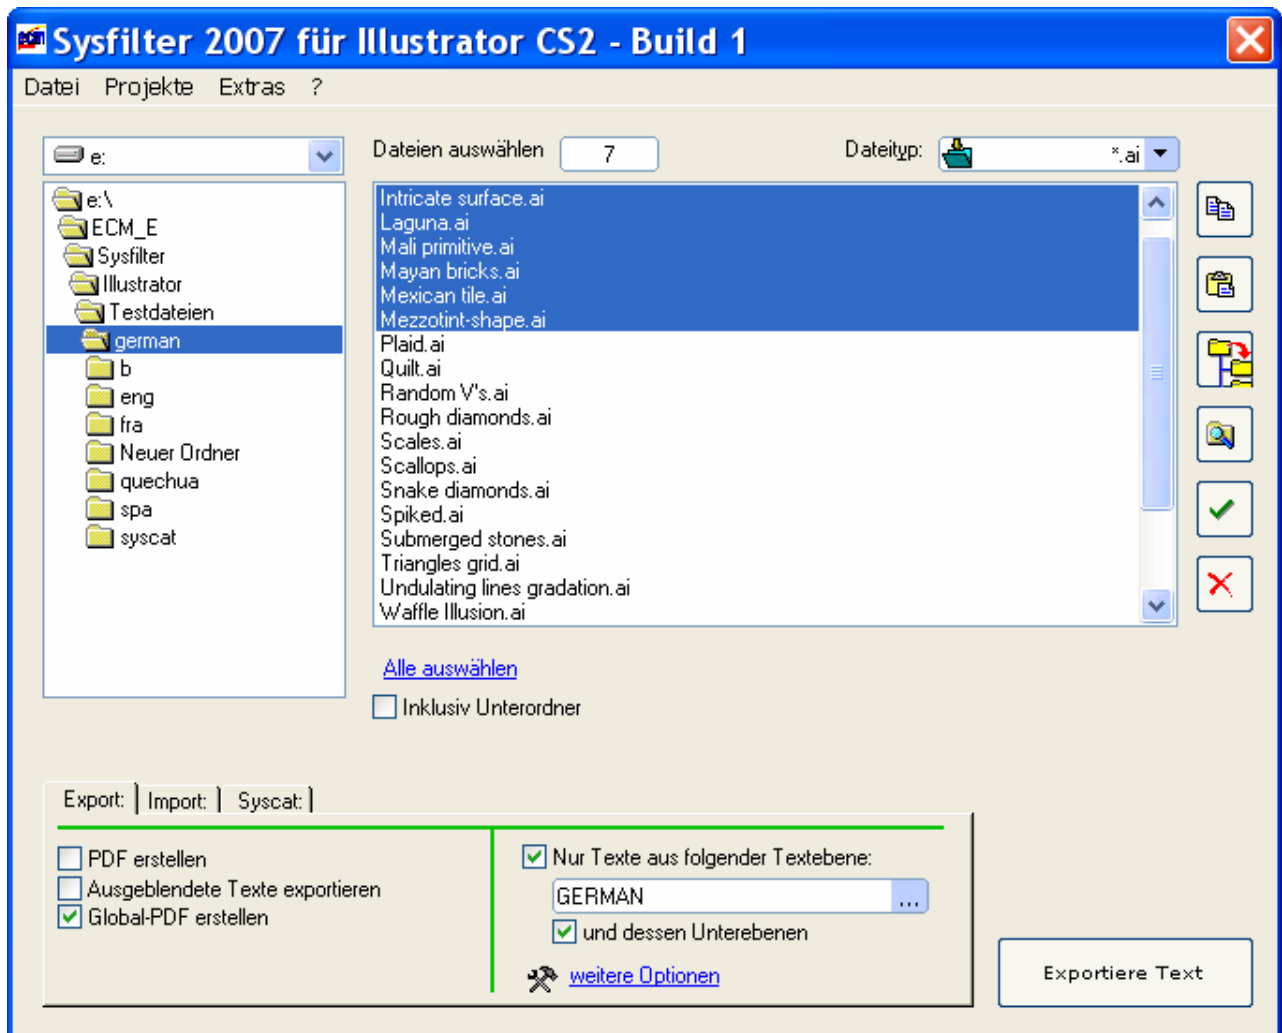 ecm Sysfilter 2007 für Illustrator CS2 - Build 1
Datei Projekte Extras ?
e:
Dateien auswählen 7 Dateityp: *.ai
e:\
ECM_E
Sysfilter
Illustrator
Testdateien
german
b
eng
fra
Neuer Ordner
quechua
spa
syscat
Intricate surface.ai
Laguna.ai
Mali primitive.ai
Mayan bricks.ai
Mexican tile.ai
Mezzotint-shape.ai
Plaid.ai
Quilt.ai
Random V's.ai
Rough diamonds.ai
Scales.ai
Scallops.ai
Snake diamonds.ai
Spiked.ai
Submerged stones.ai
Triangles grid.ai
Undulating lines gradation.ai
Waffle Illusion.ai
Alle auswählen
Inklusiv Unterordner
Export: Import: Syscat:
PDF erstellen
Ausgeblendete Texte exportieren
Global-PDF erstellen
Nur Texte aus folgender Textebene:
GERMAN ...
und dessen Unterebenen
weitere Optionen
Exportiere Text